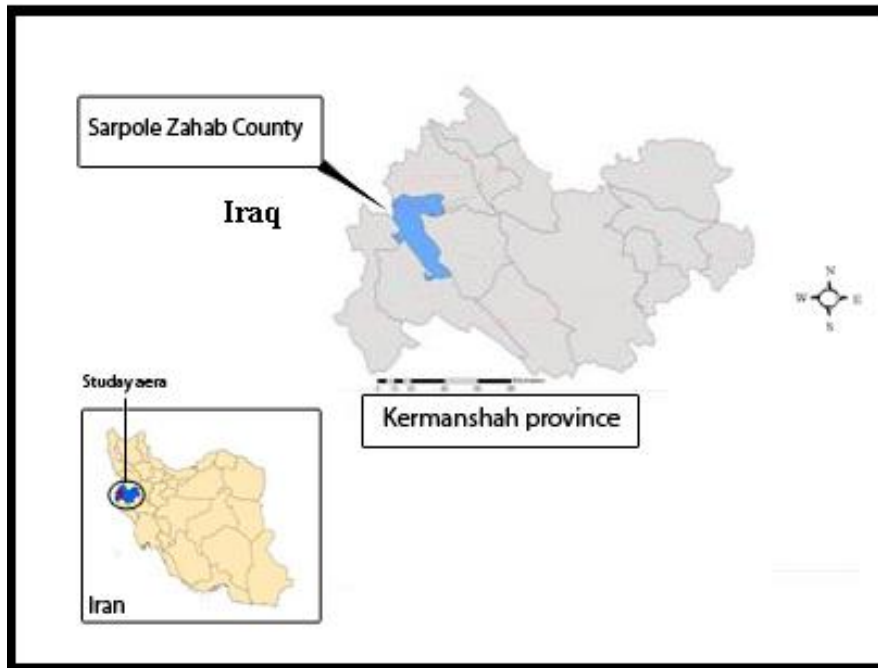 Sarpole Zahab County
Iraq
N
W E
S
Studay aera
Kermanshah province
Iran